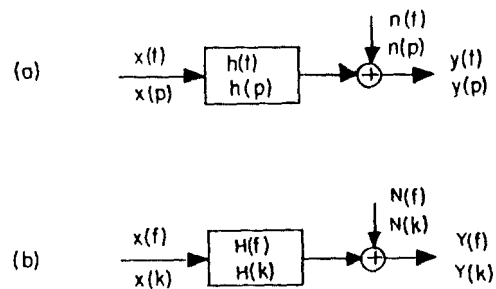 (a)
x(t)
x(p)
h(t)
h(p)
n(t)
n(p)
y(t)
y(p)
(b)
x(f)
x(k)
H(f)
H(k)
N(f)
N(k)
Y(f)
Y(k)